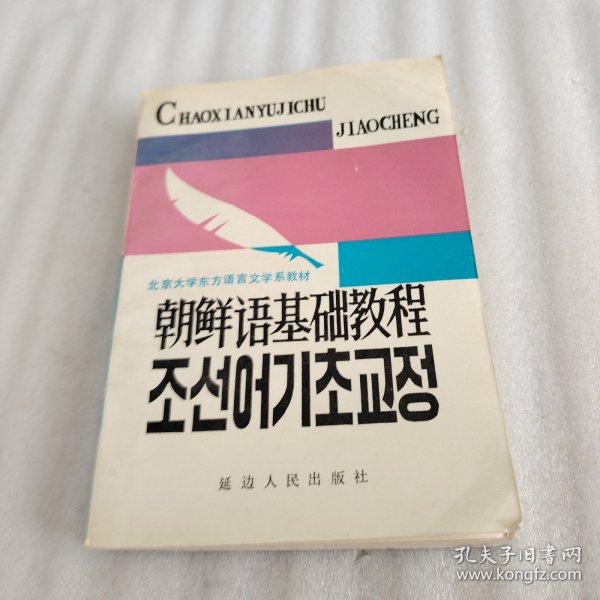 CHAOXIANYUJICHU
JIAOCHENG
北京大学东方语言文学系教材
朝鲜语基础教程
조선어기초교정
延边人民出版社
孔夫子旧书网
www.kongfz.com